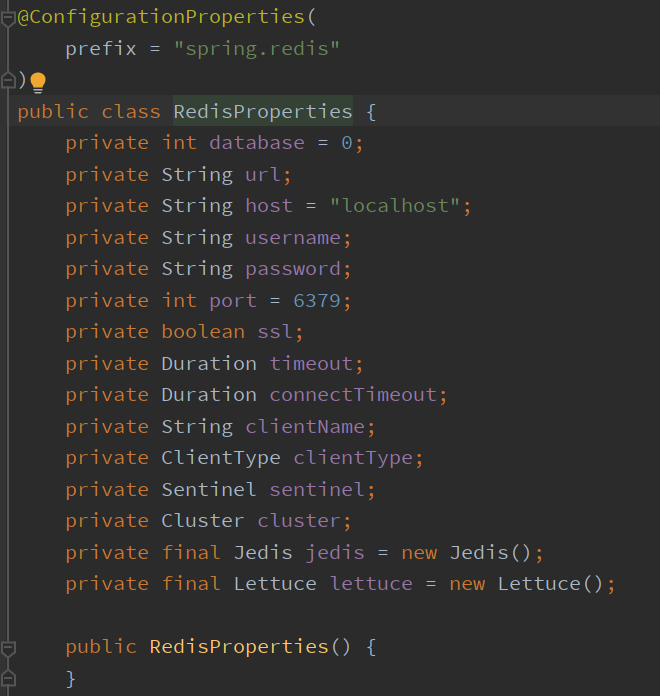 @ConfigurationProperties(
    prefix = "spring.redis"
)
public class RedisProperties {
    private int database = 0;
    private String url;
    private String host = "localhost";
    private String username;
    private String password;
    private int port = 6379;
    private boolean ssl;
    private Duration timeout;
    private Duration connectTimeout;
    private String clientName;
    private ClientType clientType;
    private Sentinel sentinel;
    private Cluster cluster;
    private final Jedis jedis = new Jedis();
    private final Lettuce lettuce = new Lettuce();

    public RedisProperties() {
    }